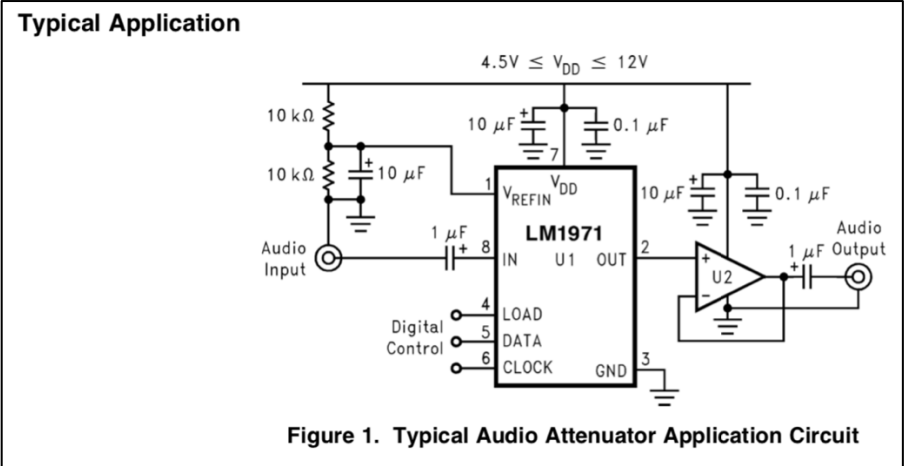 Typical Application
4.5V ≤ VDD ≤ 12V
10 kΩ
10 kΩ
+
10 μF
10 μF
+
0.1 μF
7
VDD
1
VREFIN
10 μF
+
0.1 μF
LM1971
U1
1 μF
+
8
IN
OUT
2
Audio
Input
+
−
U2
1 μF
+
Audio
Output
Digital
Control
4
LOAD
5
DATA
6
CLOCK
GND
3
Figure 1. Typical Audio Attenuator Application Circuit